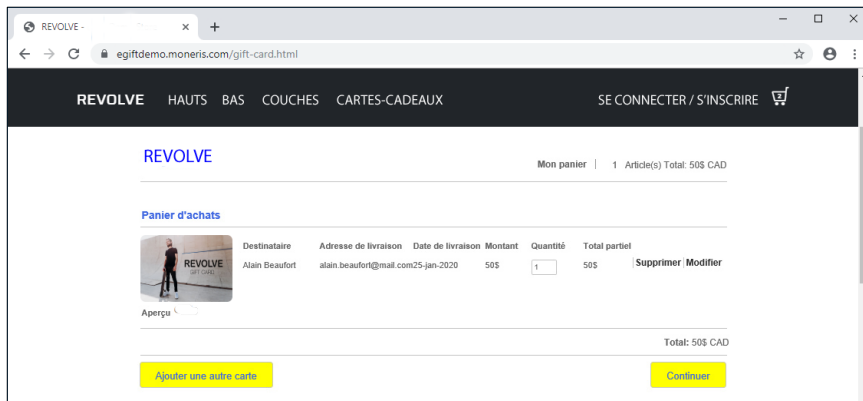 REVOLVE -
egiftdemo.moneris.com/gift-card.html
REVOLVE HAUTS BAS COUCHES CARTES-CADEAUX SE CONNECTER / S'INSCRIRE 2
REVOLVE
Mon panier | 1 Article(s) Total: 50$ CAD
Panier d'achats
Destinataire Adresse de livraison Date de livraison Montant Quantité Total partiel
Alain Beaufort alain.beaufort@mail.com25-jan-2020 50$ 1 50$ Supprimer Modifier
REVOLVE
GIFT CARD
Aperçu
Total: 50$ CAD
Ajouter une autre carte Continuer